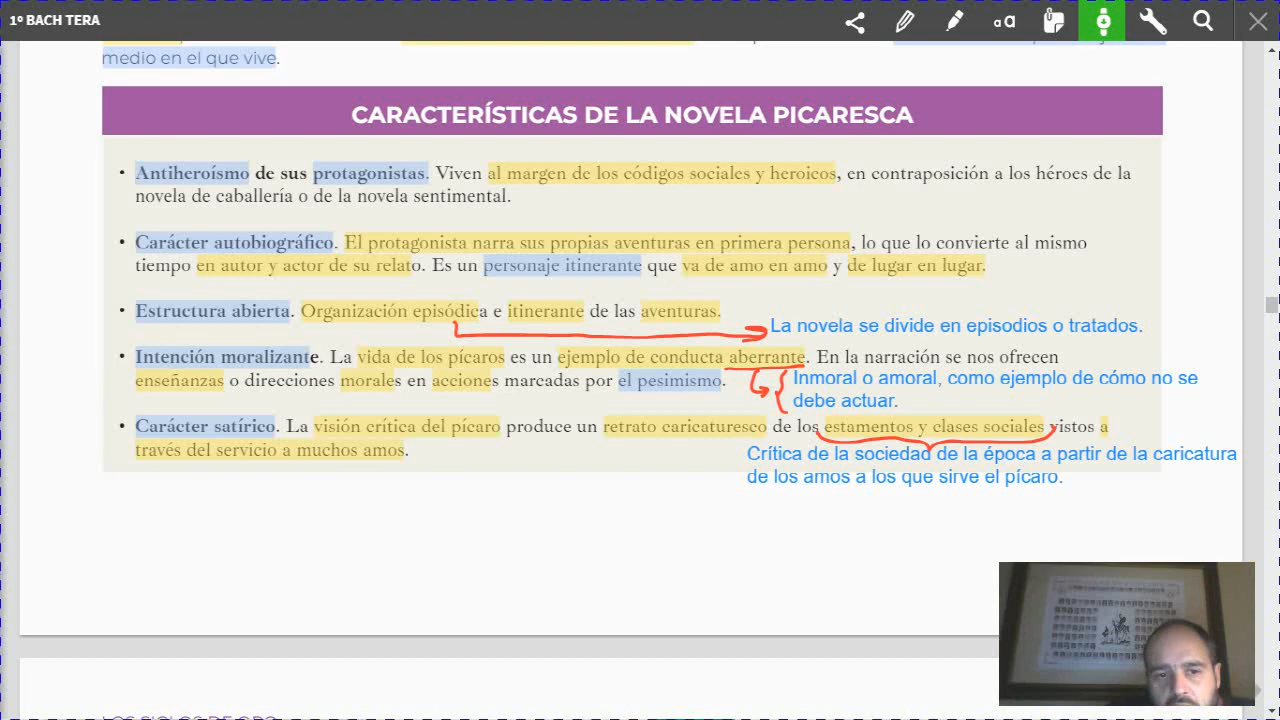 1º BACH TERA
a a
medio en el que vive.
CARACTERÍSTICAS DE LA NOVELA PICARESCA
• Antiheroísmo de sus protagonistas. Viven al margen de los códigos sociales y heroicos, en contraposición a los héroes de la
novela de caballería o de la novela sentimental.
• Carácter autobiográfico. El protagonista narra sus propias aventuras en primera persona, lo que lo convierte al mismo
tiempo en autor y actor de su relato. Es un personaje itinerante que va de amo en amo y de lugar en lugar.
• Estructura abierta. Organización episódica e itinerante de las aventuras.
La novela se divide en episodios o tratados.
• Intención moralizante. La vida de los pícaros es un ejemplo de conducta aberrante. En la narración se nos ofrecen
enseñanzas o direcciones morales en acciones marcadas por el pesimismo.
Inmoral o amoral, como ejemplo de cómo no se
debe actuar.
• Carácter satírico. La visión crítica del pícaro produce un retrato caricaturesco de los estamentos y clases sociales vistos a
través del servicio a muchos amos.
Crítica de la sociedad de la época a partir de la caricatura
de los amos a los que sirve el pícaro.